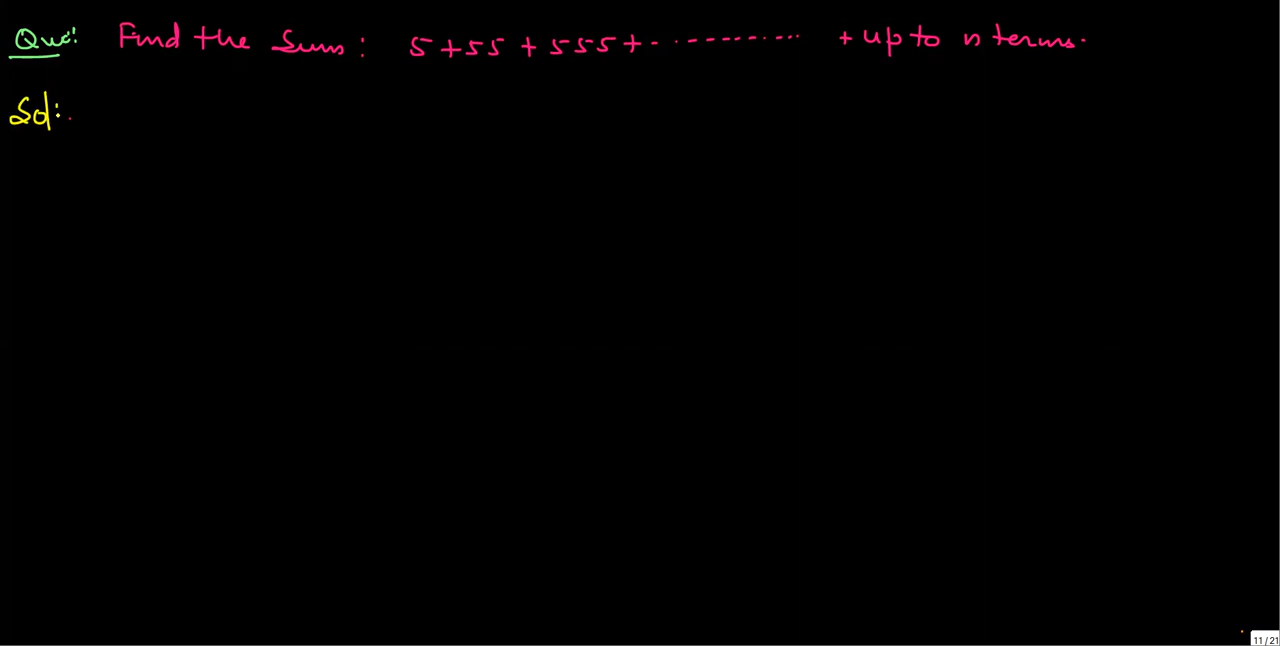 Que: Find the Sum: 5 + 55 + 555 + ............ + up to n terms.
Sol:
11 / 21